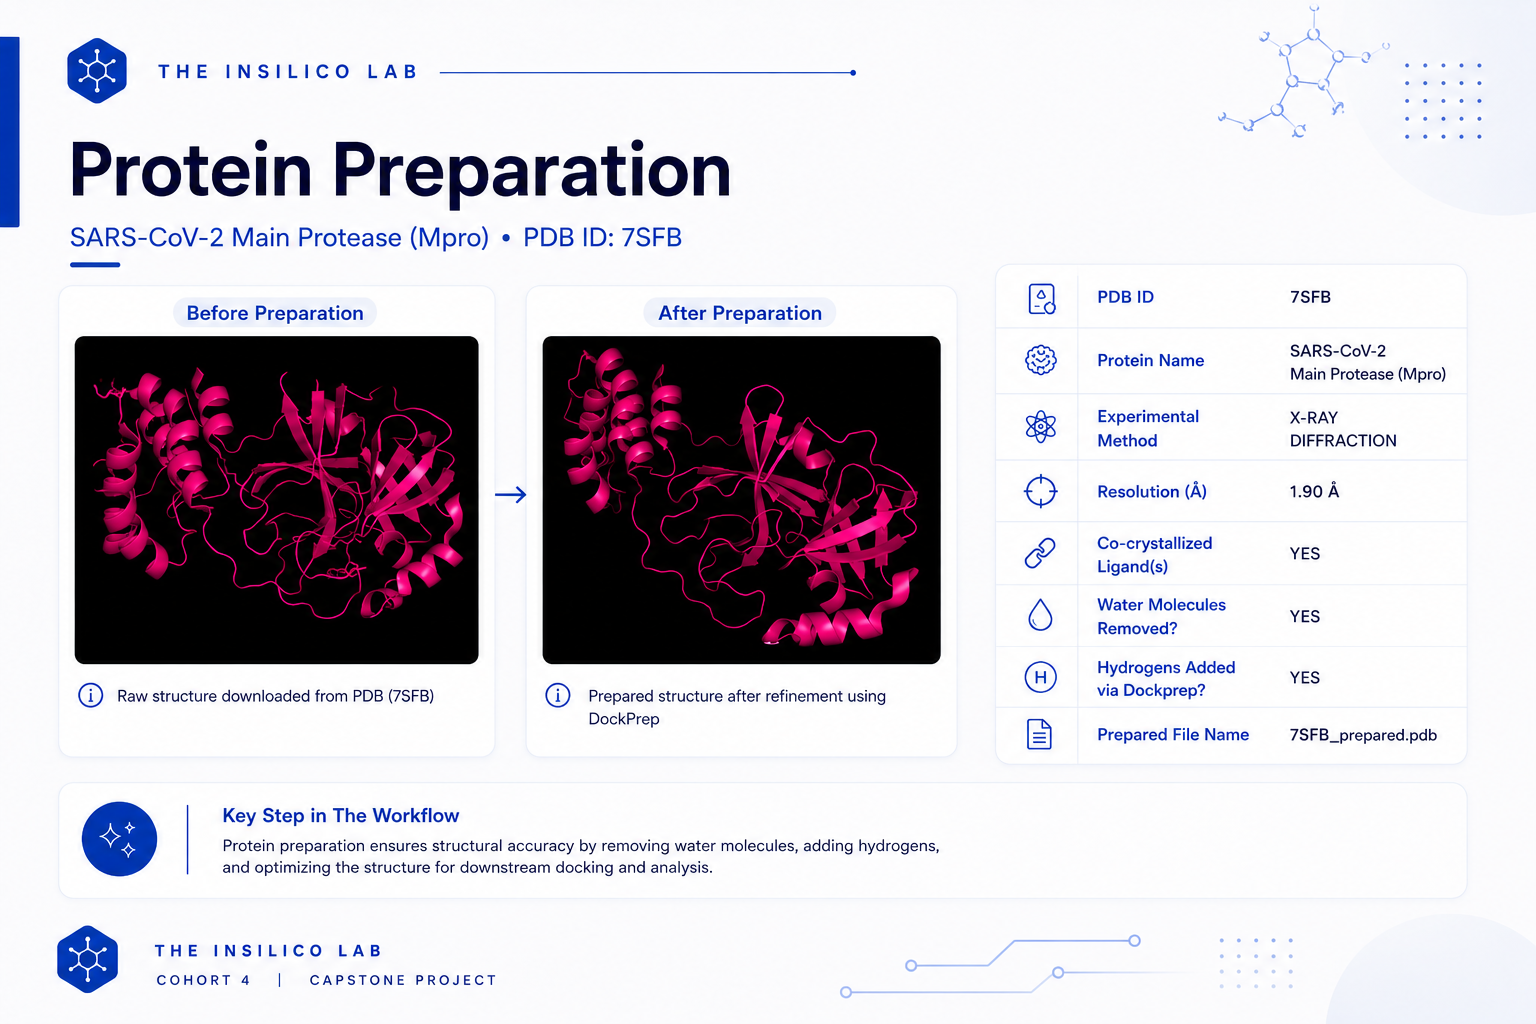 THE INSILICO LAB
Protein Preparation
SARS-CoV-2 Main Protease (Mpro) • PDB ID: 7SFB
Before Preparation
Raw structure downloaded from PDB (7SFB)
After Preparation
Prepared structure after refinement using
DockPrep
PDB ID
7SFB
Protein Name
SARS-CoV-2
Main Protease (Mpro)
Experimental
Method
X-RAY
DIFFRACTION
Resolution (Å)
1.90 Å
Co-crystallized
Ligand(s)
YES
Water Molecules
Removed?
YES
H
Hydrogens Added
via Dockprep?
YES
Prepared File Name
7SFB_prepared.pdb
Key Step in The Workflow
Protein preparation ensures structural accuracy by removing water molecules, adding hydrogens,
and optimizing the structure for downstream docking and analysis.
THE INSILICO LAB
COHORT 4 | CAPSTONE PROJECT